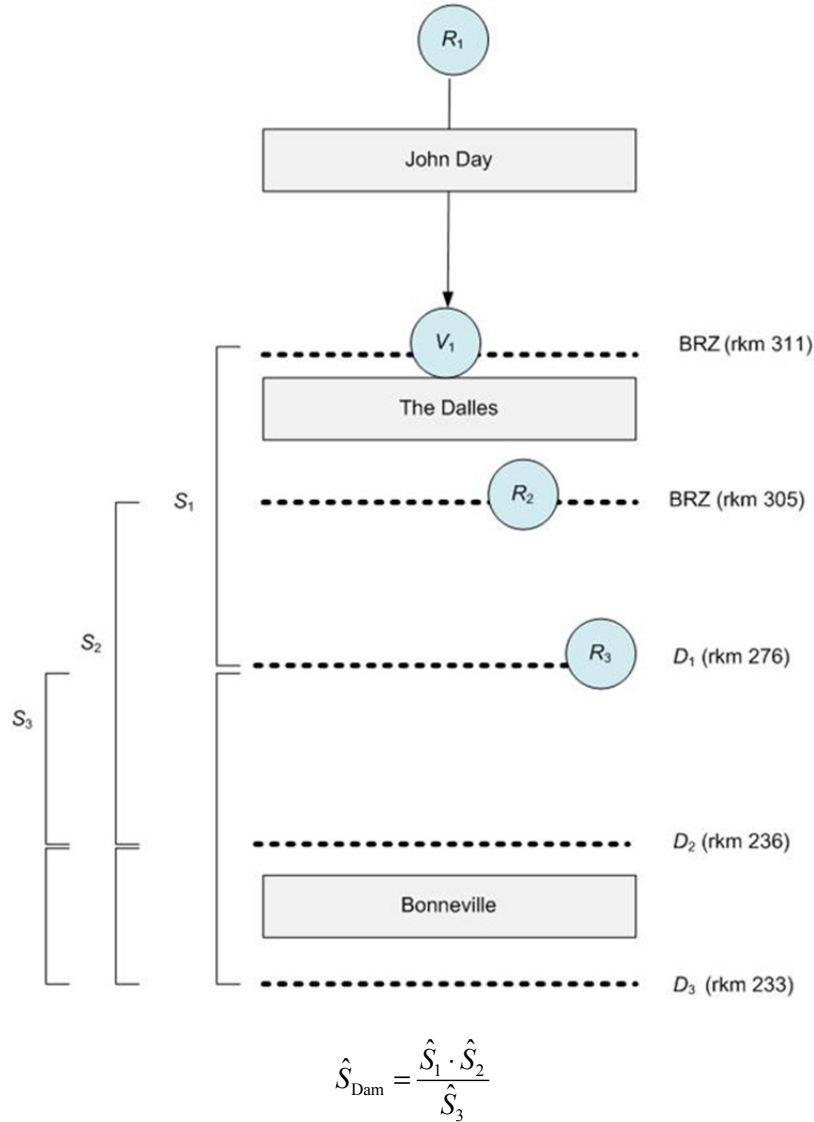 R₁
John Day
V₁
BRZ (rkm 311)
The Dalles
S₁
R₂
BRZ (rkm 305)
S₂
R₃
D₁ (rkm 276)
S₃
D₂ (rkm 236)
Bonneville
D₃ (rkm 233)
Ŝ_Dam = (Ŝ₁ · Ŝ₂) / Ŝ₃